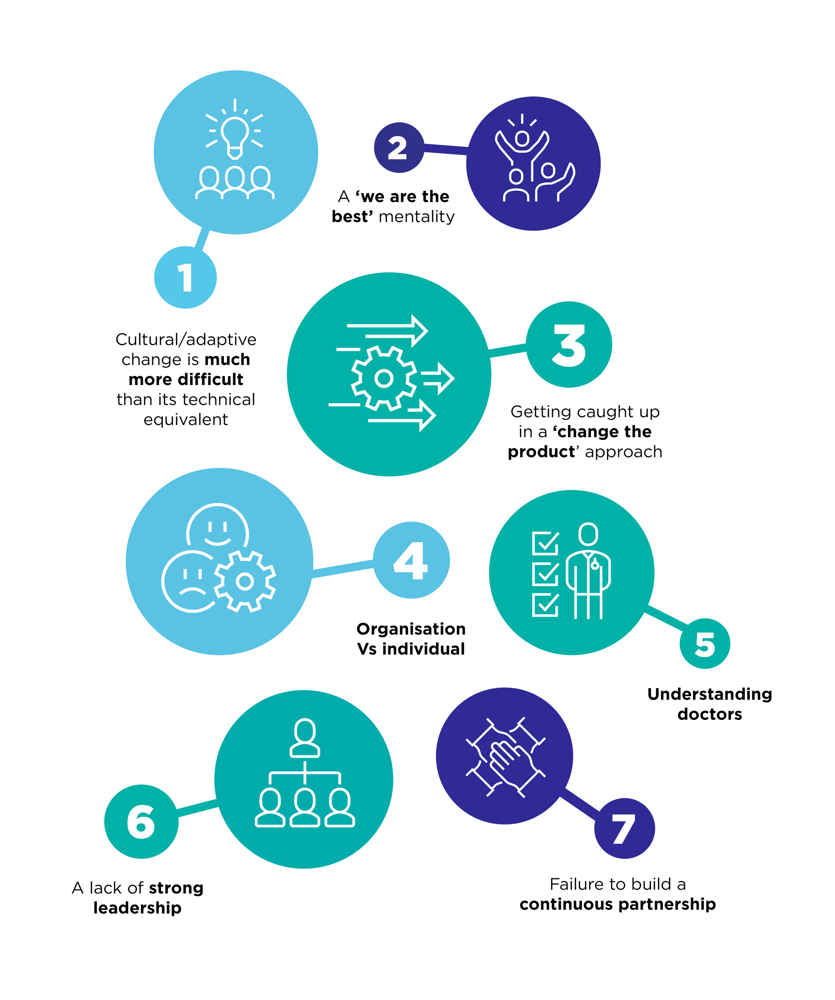 1
Cultural/adaptive
change is much
more difficult
than its technical
equivalent
2
A ‘we are the
best’ mentality
3
Getting caught up
in a ‘change the
product’ approach
4
Organisation
Vs individual
5
Understanding
doctors
6
A lack of strong
leadership
7
Failure to build a
continuous partnership